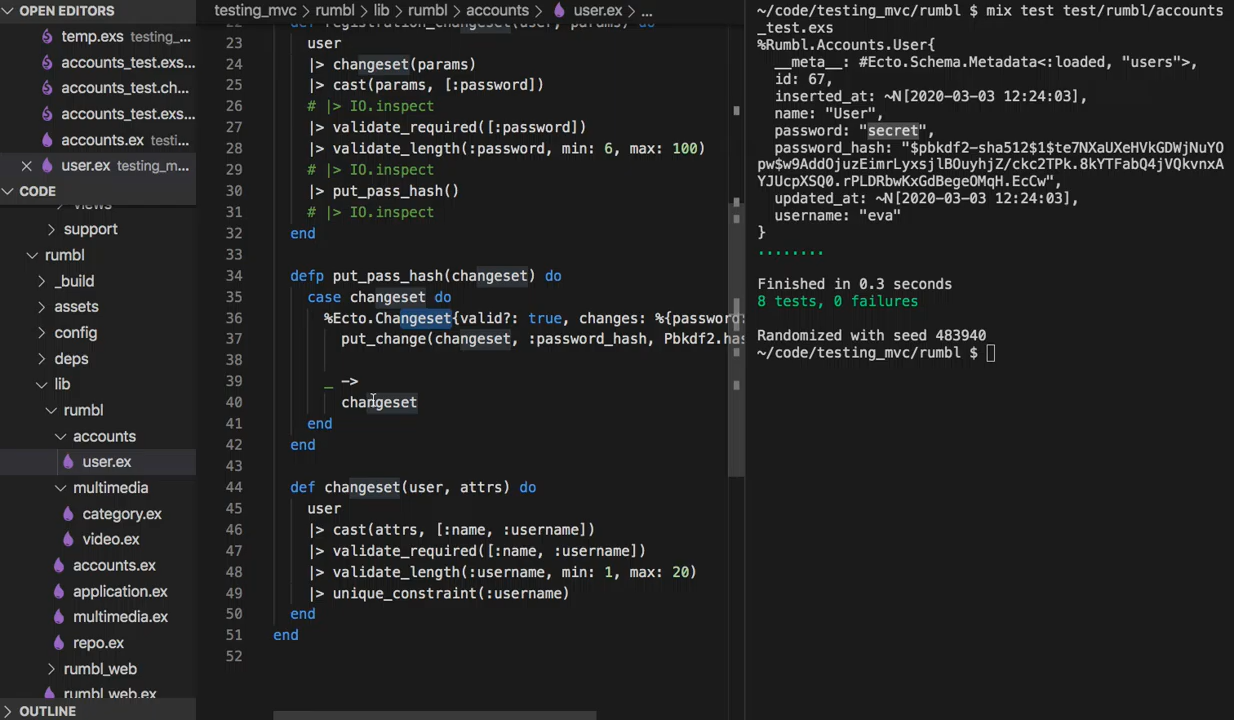 OPEN EDITORS
temp.exs testing_...
accounts_test.exs...
accounts_test.ch...
accounts_test.exs...
accounts.ex testi...
user.ex testing_m...
CODE
views
support
rumbl
_build
assets
config
deps
lib
rumbl
accounts
user.ex
multimedia
category.ex
video.ex
accounts.ex
application.ex
multimedia.ex
repo.ex
rumbl_web
rumbl_web.ex
OUTLINE
testing_mvc > rumbl > lib > rumbl > accounts > user.ex > ...
22 def registration_changeset(user, params) do
23 user
24 |> changeset(params)
25 |> cast(params, [:password])
26 # |> IO.inspect
27 |> validate_required([:password])
28 |> validate_length(:password, min: 6, max: 100)
29 # |> IO.inspect
30 |> put_pass_hash()
31 # |> IO.inspect
32 end
33
34 defp put_pass_hash(changeset) do
35 case changeset do
36 %Ecto.Changeset{valid?: true, changes: %{password:
37 put_change(changeset, :password_hash, Pbkdf2.has
38
39 _ ->
40 changeset
41 end
42 end
43
44 def changeset(user, attrs) do
45 user
46 |> cast(attrs, [:name, :username])
47 |> validate_required([:name, :username])
48 |> validate_length(:username, min: 1, max: 20)
49 |> unique_constraint(:username)
50 end
51 end
52
~/code/testing_mvc/rumbl $ mix test test/rumbl/accounts
_test.exs
%Rumbl.Accounts.User{
__meta__: #Ecto.Schema.Metadata<:loaded, "users">,
id: 67,
inserted_at: ~N[2020-03-03 12:24:03],
name: "User",
password: "secret",
password_hash: "$pbkdf2-sha512$1$te7NXaUXeHVkGDWjNuYO
pw$w9AddOjuzEimrLyxsjlBOuyhjZ/ckc2TPk.8kYTFabQ4jVQkvnxA
YJUcpXSQ0.rPLDRbwKxGdBegeOMqH.EcCw",
updated_at: ~N[2020-03-03 12:24:03],
username: "eva"
}
........
Finished in 0.3 seconds
8 tests, 0 failures
Randomized with seed 483940
~/code/testing_mvc/rumbl $